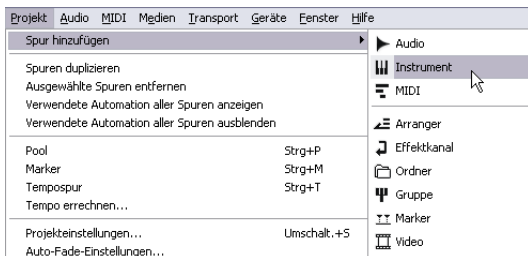 Projekt Audio MIDI Medien Transport Geräte Fenster Hilfe
Spur hinzufügen
Spuren duplizieren
Ausgewählte Spuren entfernen
Verwendete Automation aller Spuren anzeigen
Verwendete Automation aller Spuren ausblenden
Pool Strg+P
Marker Strg+M
Tempospur Strg+T
Tempo errechnen...
Projekteinstellungen... Umschalt.+S
Auto-Fade-Einstellungen...
Audio
Instrument
MIDI
Arranger
Effektkanal
Ordner
Gruppe
Marker
Video